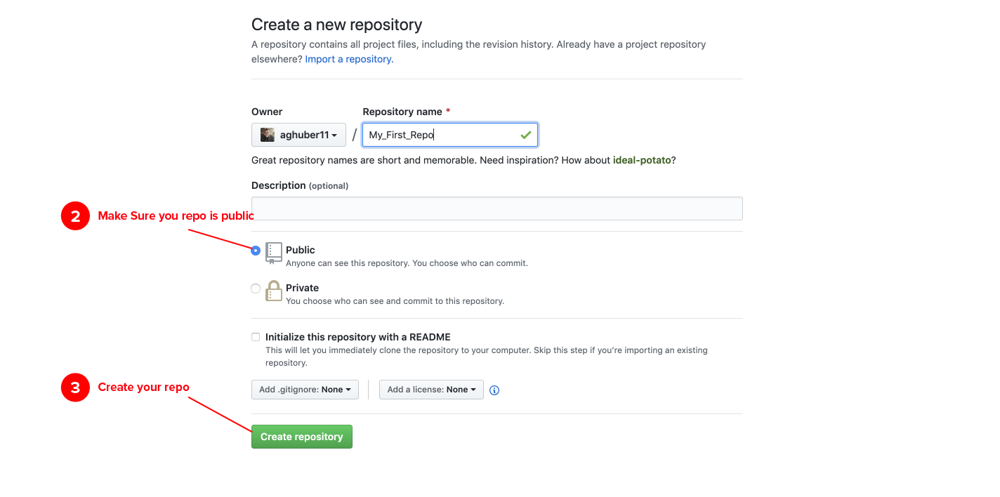 Create a new repository
A repository contains all project files, including the revision history. Already have a project repository
elsewhere? Import a repository.
Owner Repository name *
aghuber11 / My_First_Repo
Great repository names are short and memorable. Need inspiration? How about ideal-potato?
Description (optional)
2 Make Sure you repo is public
Public
Anyone can see this repository. You choose who can commit.
Private
You choose who can see and commit to this repository.
Initialize this repository with a README
This will let you immediately clone the repository to your computer. Skip this step if you’re importing an existing
repository.
3 Create your repo
Add .gitignore: None Add a license: None
Create repository